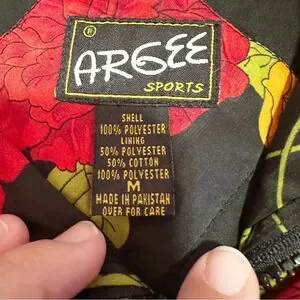 ®
ARGEE
SPORTS
SHELL
100% POLYESTER
LINING
50% POLYESTER
50% COTTON
100% POLYESTER
M
MADE IN PAKISTAN
OVER FOR CARE